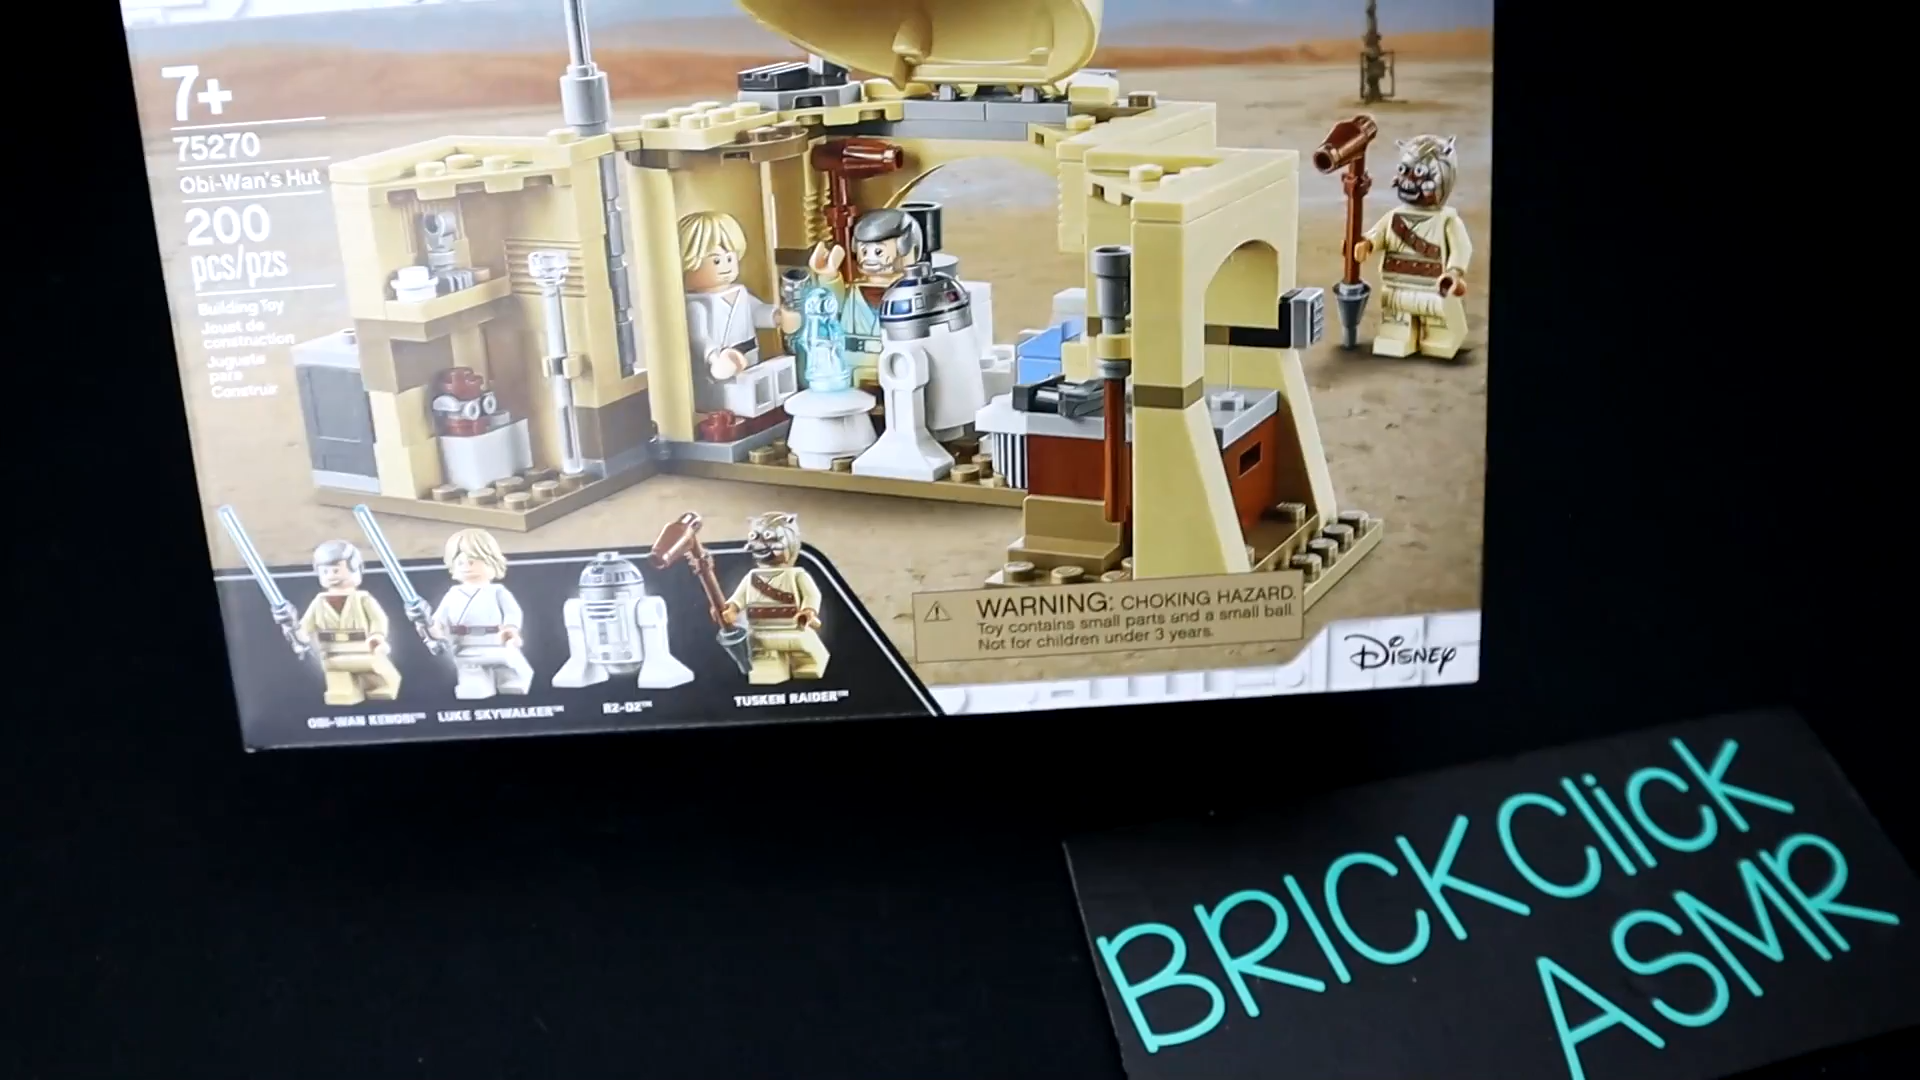 7+
75270
Obi-Wan's Hut
200
pcs/pzs
Building Toy
Jouet de
construction
Juguete
para
Construir
OBI-WAN KENOBI™
LUKE SKYWALKER™
R2-D2™
TUSKEN RAIDER™
WARNING: CHOKING HAZARD.
Toy contains small parts and a small ball.
Not for children under 3 years.
Disney
BRICK Click
ASMR